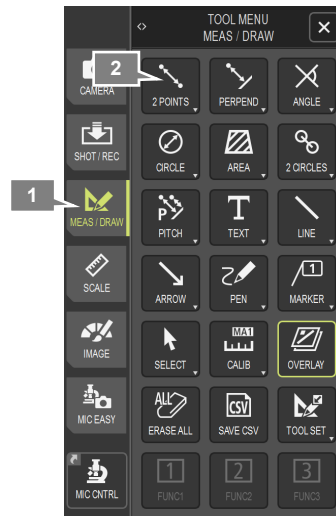 TOOL MENU
MEAS / DRAW
2
CAMERA
2 POINTS
PERPEND
ANGLE
SHOT / REC
CIRCLE
AREA
2 CIRCLES
1
MEAS / DRAW
P
PITCH
T
TEXT
LINE
SCALE
ARROW
PEN
1
MARKER
IMAGE
SELECT
MA1
CALIB
OVERLAY
MIC EASY
ALL
ERASE ALL
CSV
SAVE CSV
TOOL SET
MIC CNTRL
1
FUNC1
2
FUNC2
3
FUNC3